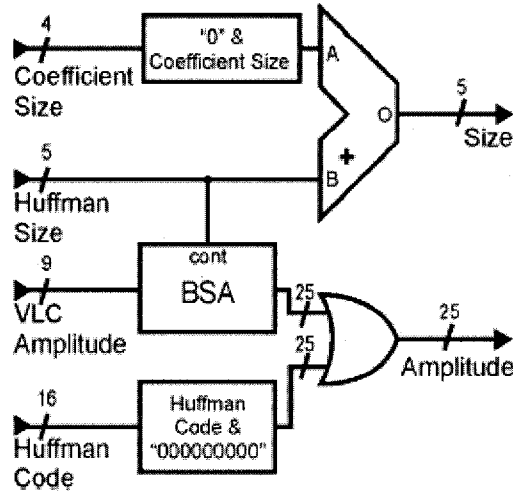 4
Coefficient
Size
"0" &
Coefficient Size
A
O
5
Size
5
Huffman
Size
B
+
cont
BSA
9
VLC
Amplitude
25
25
25
Amplitude
16
Huffman
Code
Huffman
Code &
"000000000"